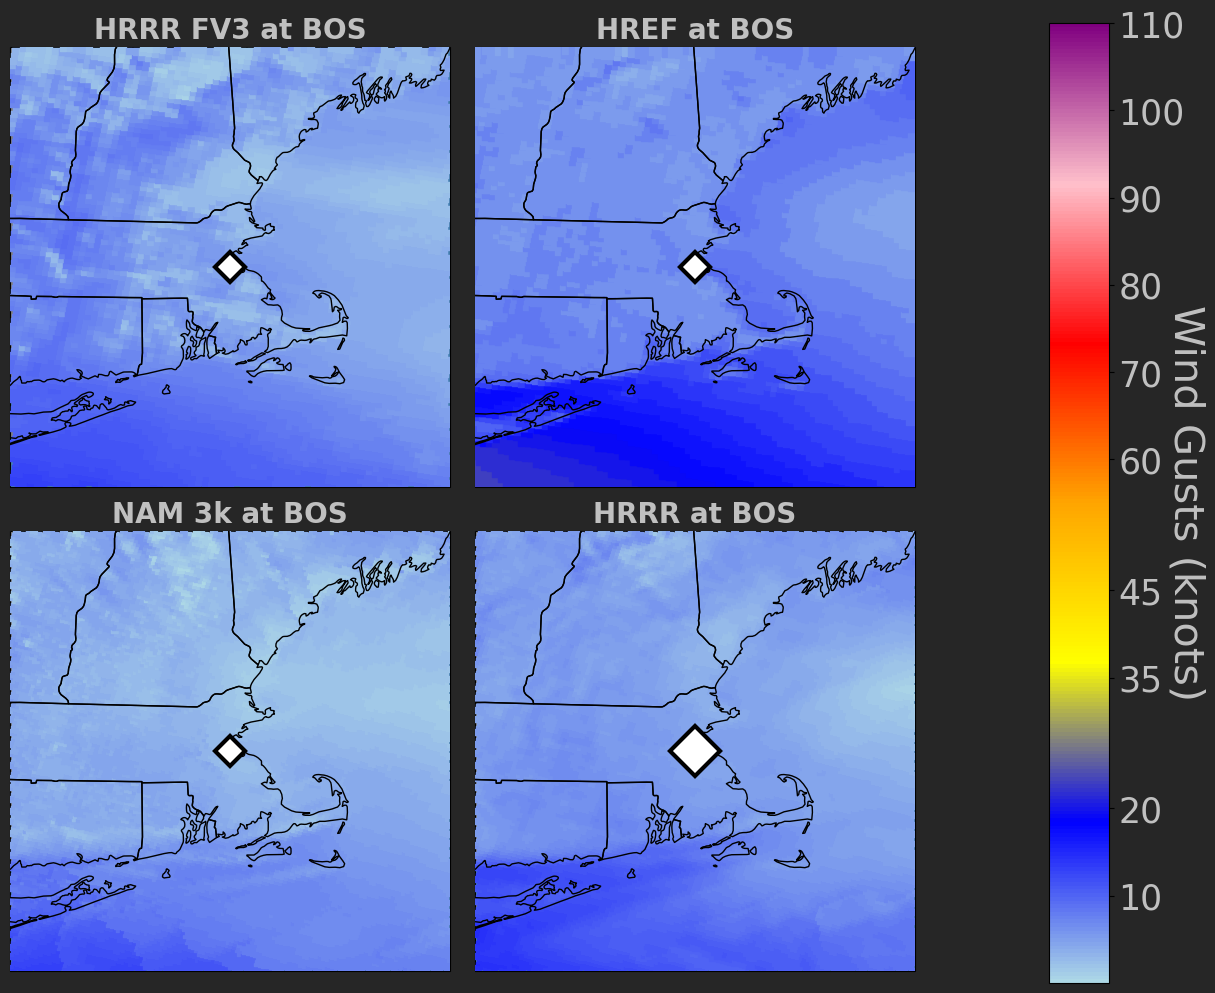 HRRR FV3 at BOS
HREF at BOS
NAM 3k at BOS
HRRR at BOS
110
100
90
80
70
60
45
35
20
10
Wind Gusts (knots)